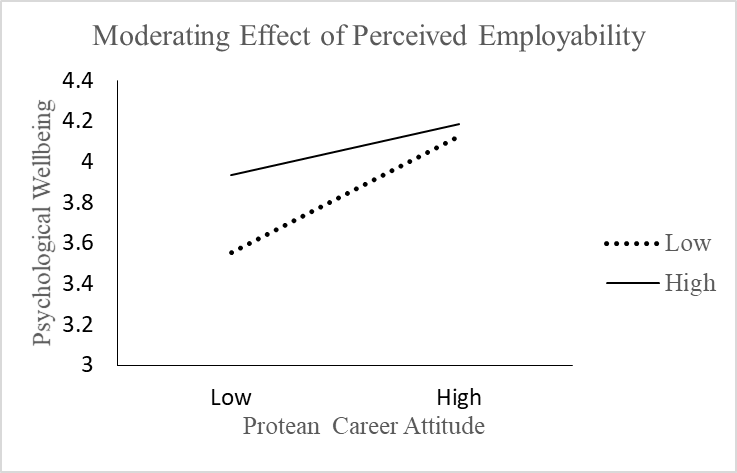 Moderating Effect of Perceived Employability
Psychological Wellbeing
4.4
4.2
4
3.8
3.6
3.4
3.2
3
Low
High
Protean Career Attitude
Low
High